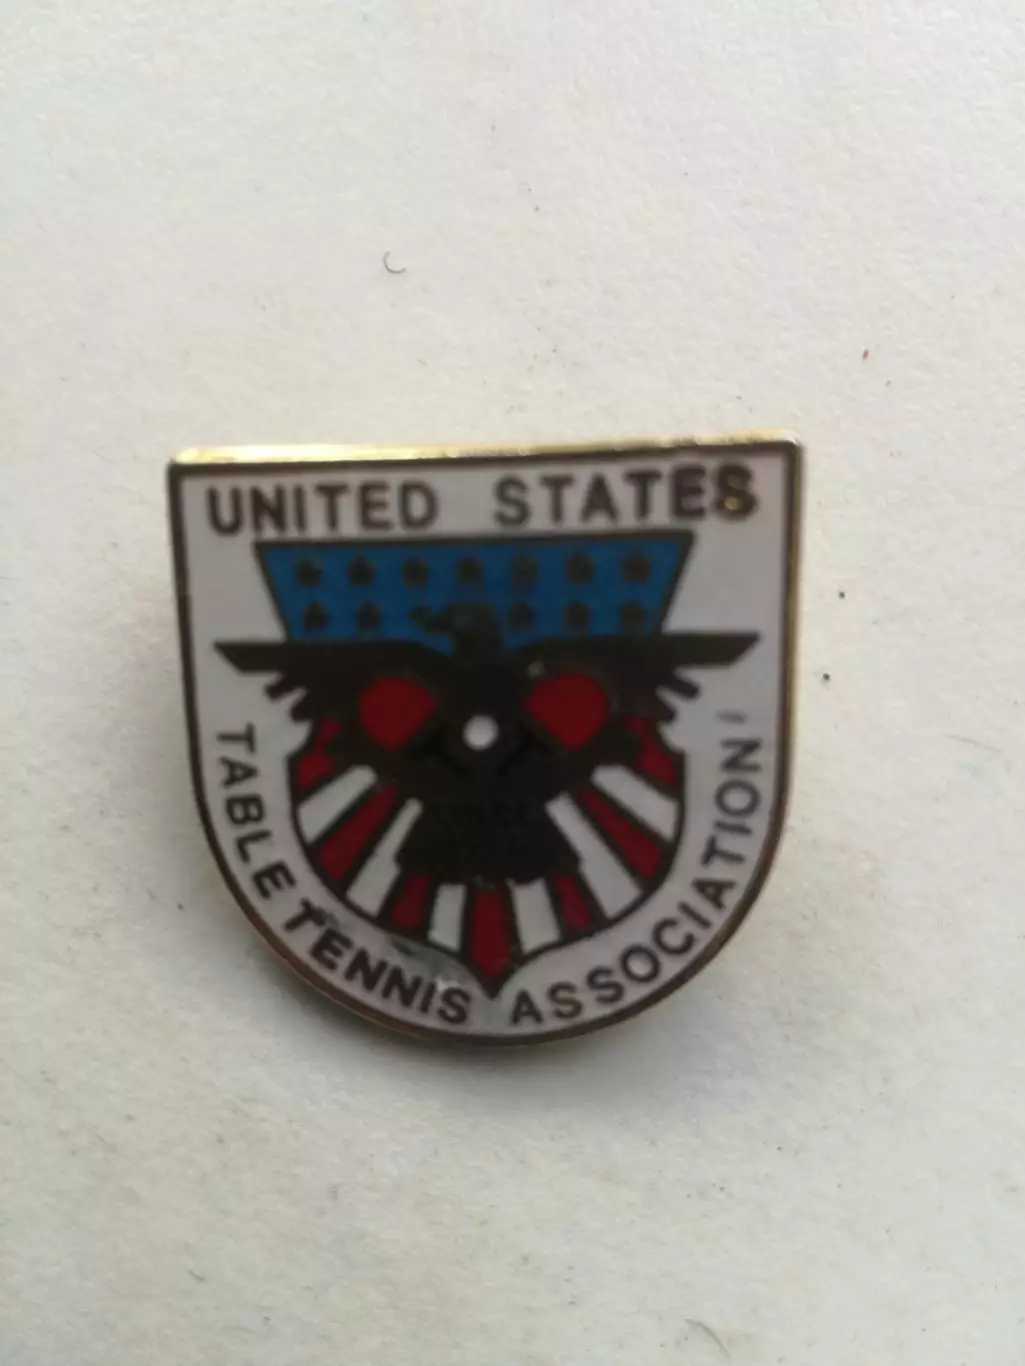 UNITED STATES
TABLE TENNIS ASSOCIATION